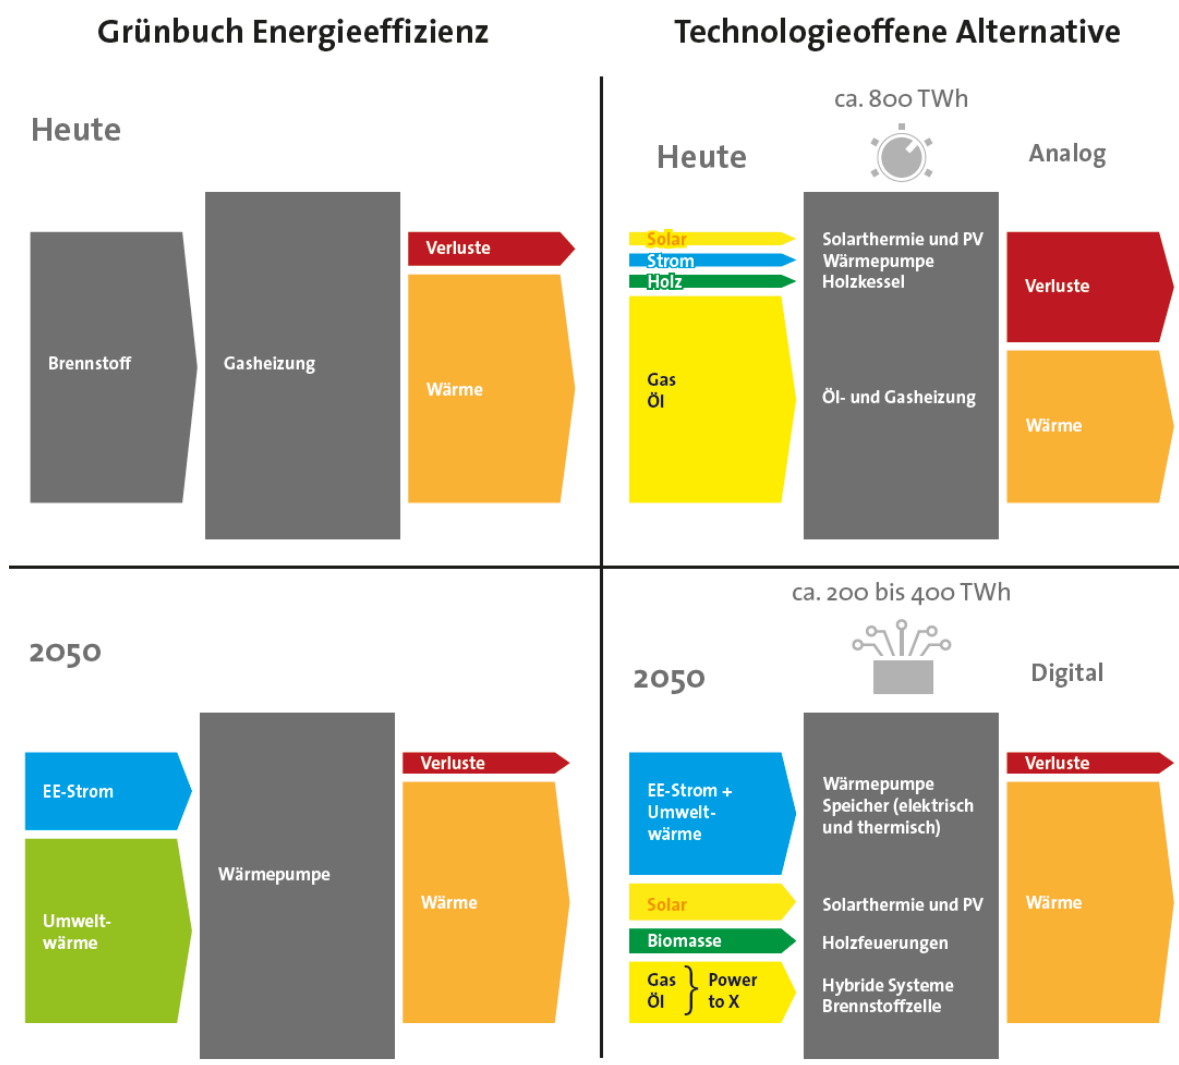 Grünbuch Energieeffizienz
Technologieoffene Alternative
Heute
Brennstoff
Gasheizung
Verluste
Wärme
ca. 800 TWh
Heute
Analog
Solar
Strom
Holz
Gas
Öl
Solarthermie und PV
Wärmepumpe
Holzkessel
Öl- und Gasheizung
Verluste
Wärme
2050
EE-Strom
Umwelt-
wärme
Wärmepumpe
Verluste
Wärme
ca. 200 bis 400 TWh
2050
Digital
EE-Strom +
Umwelt-
wärme
Solar
Biomasse
Gas
Öl
Power
to X
Wärmepumpe
Speicher (elektrisch
und thermisch)
Solarthermie und PV
Holzfeuerungen
Hybride Systeme
Brennstoffzelle
Verluste
Wärme